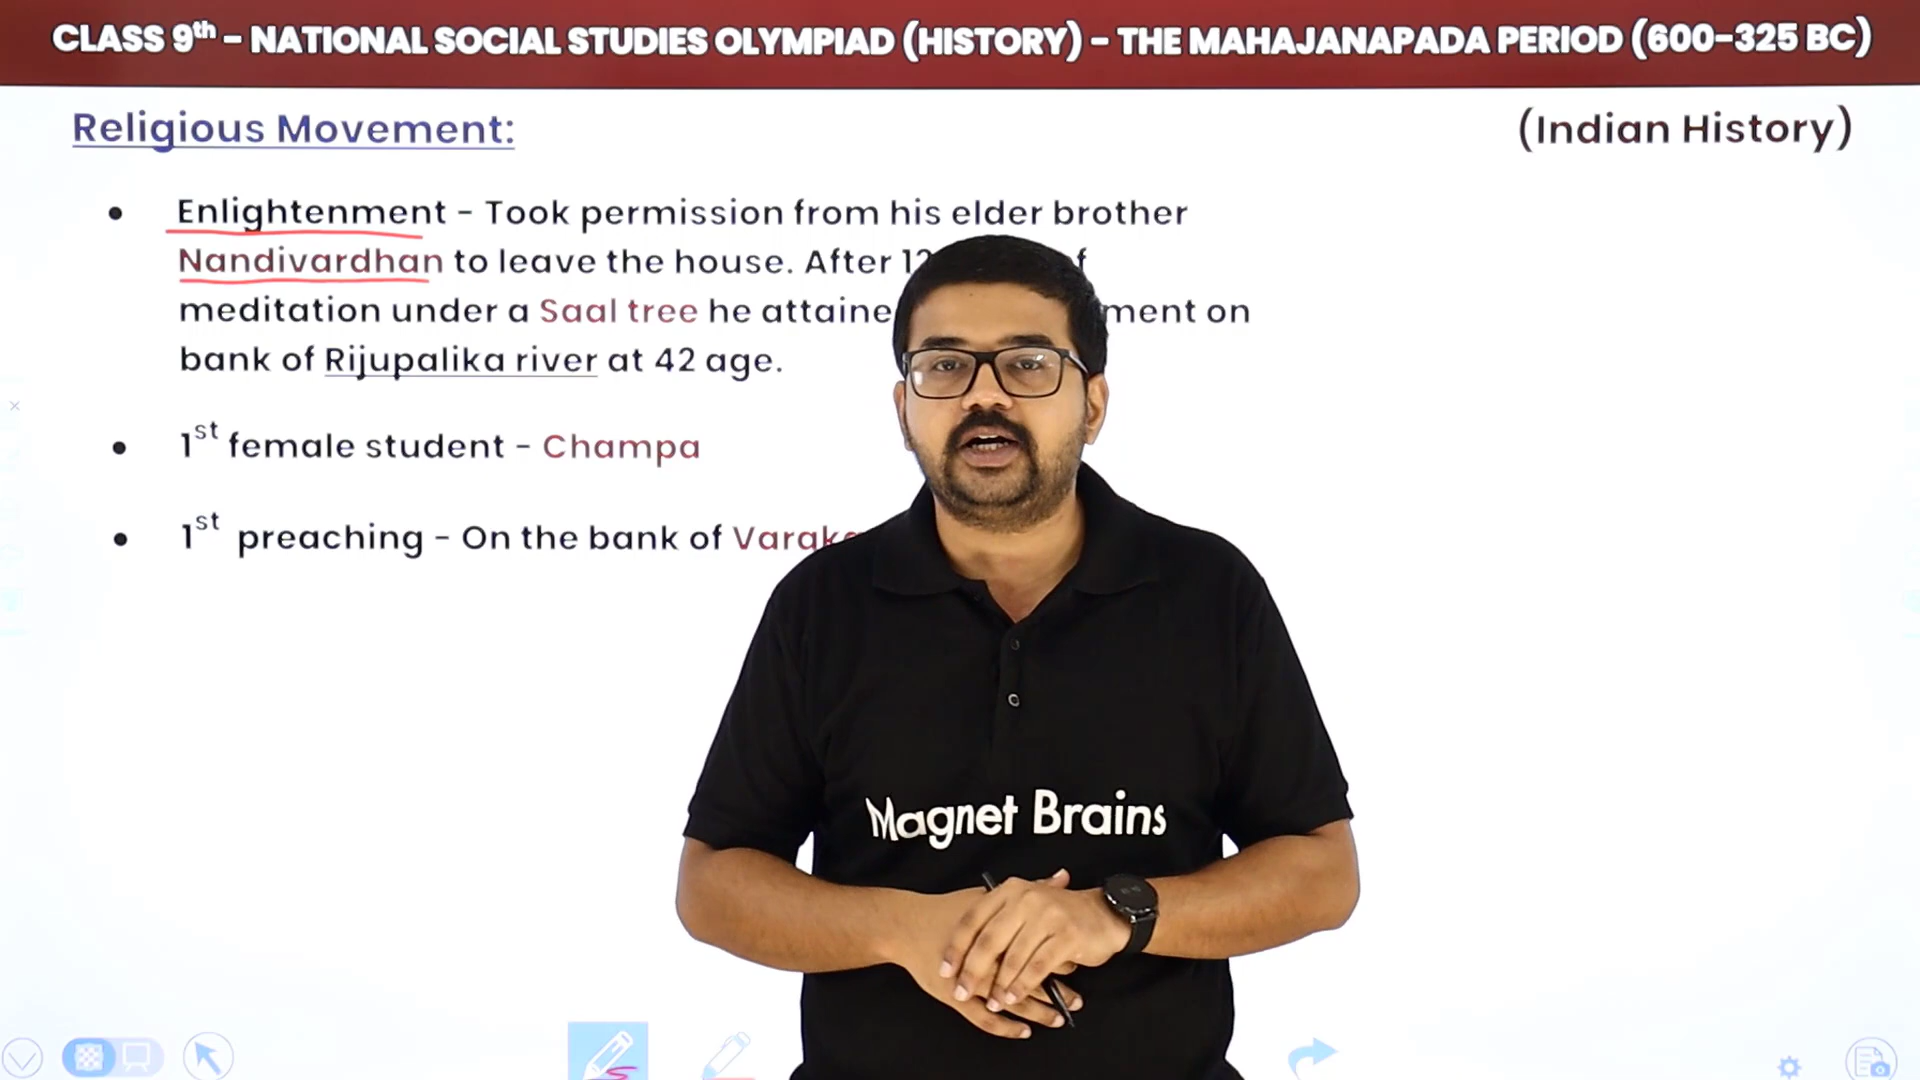 CLASS 9th - NATIONAL SOCIAL STUDIES OLYMPIAD (HISTORY) - THE MAHAJANAPADA PERIOD (600-325 BC)
Religious Movement:
(Indian History)
• Enlightenment - Took permission from his elder brother
Nandivardhan to leave the house. After
meditation under a Saal tree he on
bank of Rijupalika river at 42 age.
• 1st female student - Champa
• 1st preaching - On the bank of
Magnet Brains